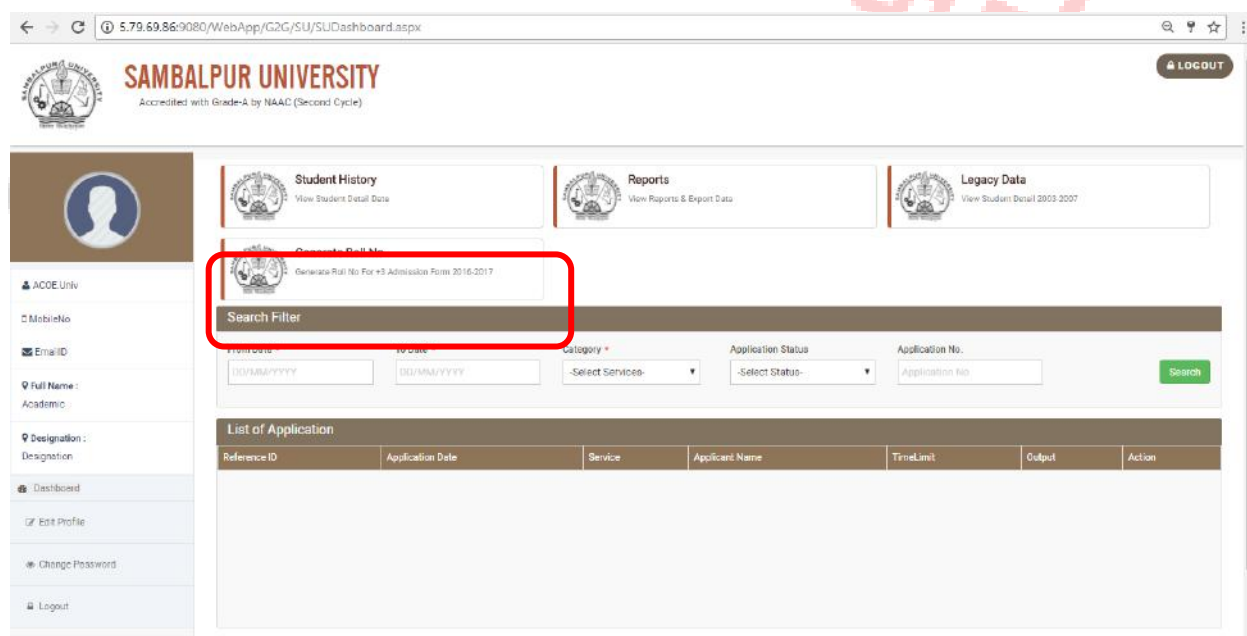 5.79.69.86:9080/WebApp/G2G/SU/SUDashboard.aspx
SAMBALPUR UNIVERSITY
Accredited with Grade-A by NAAC (Second Cycle)
LOGOUT
Student History
View Student Detail Data
Reports
View Reports & Export Data
Legacy Data
View Student Detail 2003-2007
Generate Roll No
Generate Roll No For +3 Admission Form 2016-2017
ACOE.Univ
MobileNo
EmailID
Full Name :
Academic
Designation :
Designation
Dashboard
Edit Profile
Change Password
Logout
Search Filter
From Date To Date * Category * Application Status Application No.
DD/MM/YYYY DD/MM/YYYY -Select Services- -Select Status- Application No Search
List of Application
Reference ID Application Date Service Applicant Name TimeLimit Output Action